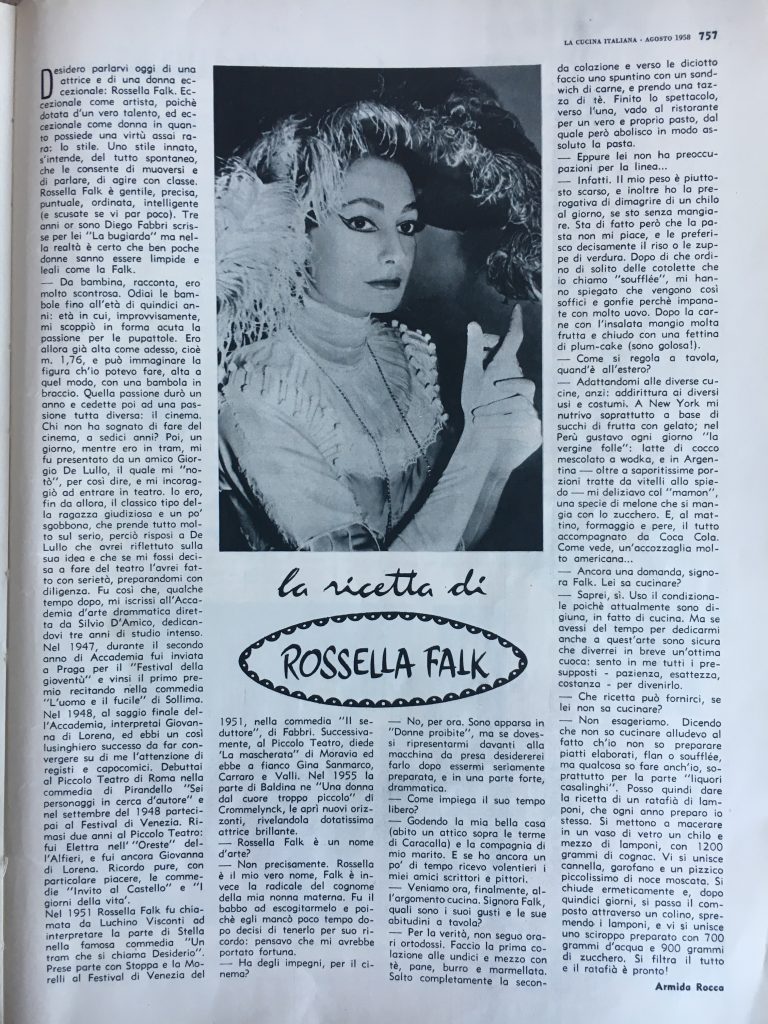 LA CUCINA ITALIANA - AGOSTO 1958 757
Desidero parlarvi oggi di una
attrice e di una donna ec-
cezionale: Rossella Falk. Ec-
cezionale come artista, poichè
dotata d'un vero talento, ed ec-
cezionale come donna in quan-
to possiede una virtù assai ra-
ra: lo stile. Uno stile innato,
s'intende, del tutto spontaneo,
che le consente di muoversi e
di parlare, di agire con classe.
Rossella Falk è gentile, precisa,
puntuale, ordinata, intelligente
(e scusate se vi par poco). Tre
anni or sono Diego Fabbri scris-
se per lei "La bugiarda" ma nel-
la realtà è certo che ben poche
donne sanno essere limpide e
leali come la Falk.
— Da bambina, racconta, ero
molto scontrosa. Odiai le bam-
bole fino all'età di quindici an-
ni: età in cui, improvvisamente,
mi scoppiò in forma acuta la
passione per le pupattole. Ero
allora già alta come adesso, cioè
m. 1,76, e può immaginare la
figura ch'io potevo fare, alta a
quel modo, con una bambola in
braccio. Quella passione durò un
anno e cedette poi ad una pas-
sione tutta diversa: il cinema.
Chi non ha sognato di fare del
cinema, a sedici anni? Poi, un
giorno, mentre ero in tram, mi
fu presentato da un amico Gior-
gio De Lullo, il quale mi "no-
tò", per così dire, e mi incorag-
giò ad entrare in teatro. Io ero,
fin da allora, il classico tipo del-
la ragazza giudiziosa e un po'
sgobbona, che prende tutto mol-
to sul serio, perciò risposi a De
Lullo che avrei riflettuto sulla
sua idea e che se mi fossi deci-
sa a fare del teatro l'avrei fat-
to con serietà, preparandomi con
diligenza. Fu così che, qualche
tempo dopo, mi iscrissi all'Acca-
demia d'arte drammatica diret-
ta da Silvio D'Amico, dedican-
dovi tre anni di studio intenso.
Nel 1947, durante il secondo
anno di Accademia fui inviata
a Praga per il "Festival della
gioventù" e vinsi il primo pre-
mio recitando nella commedia
"L'uomo e il fucile" di Sollima.
Nel 1948, al saggio finale del-
l'Accademia, interpretai Giovan-
na di Lorena, ed ebbi un così
lusinghiero successo da far con-
vergere su di me l'attenzione di
registi e capocomici. Debuttai
al Piccolo Teatro di Roma nella
commedia di Pirandello "Sei
personaggi in cerca d'autore" e
nel settembre del 1948 parteci-
pai al Festival di Venezia. Ri-
masi due anni al Piccolo Teatro:
fui Elettra nell' "Oreste" del-
l'Alfieri, e fui ancora Giovanna
di Lorena. Ricordo pure, con
particolare piacere, le comme-
die "Invito al Castello" e "I
giorni della vita'.
Nel 1951 Rossella Falk fu chia-
mata da Luchino Visconti ad
interpretare la parte di Stella
nella famosa commedia "Un
tram che si chiama Desiderio".
Prese parte con Stoppa e la Mo-
relli al Festival di Venezia del
la ricetta di
ROSSELLA FALK
1951, nella commedia "Il se-
duttore", di Fabbri. Successiva-
mente, al Piccolo Teatro, diede
'La mascherata" di Moravia ed
ebbe a fianco Gina Sanmarco,
Carraro e Valli. Nel 1955 la
parte di Baldina ne "Una donna
dal cuore troppo piccolo" di
Crommelynck, le aprì nuovi oriz-
zonti, rivelandola dotatissima
attrice brillante.
— Rossella Falk è un nome
d'arte?
— Non precisamente. Rossella
è il mio vero nome, Falk è in-
vece la radicale del cognome
della mia nonna materna. Fu il
babbo ad escogitarmelo e poi-
chè egli mancò poco tempo do-
po decisi di tenerlo per suo ri-
cordo: pensavo che mi avrebbe
portato fortuna.
— Ha degli impegni, per il ci-
nema?
— No, per ora. Sono apparsa in
"Donne proibite", ma se doves-
si ripresentarmi davanti alla
macchina da presa desidererei
farlo dopo essermi seriamente
preparata, e in una parte forte,
drammatica.
— Come impiega il suo tempo
libero?
— Godendo la mia bella casa
(abito un attico sopra le terme
di Caracalla) e la compagnia di
mio marito. E se ho ancora un
po' di tempo ricevo volentieri i
miei amici scrittori e pittori.
— Veniamo ora, finalmente, al-
l'argomento cucina. Signora Falk,
quali sono i suoi gusti e le sue
abitudini a tavola?
— Per la verità, non seguo ora-
ri ortodossi. Faccio la prima co-
lazione alle undici e mezzo con
tè, pane, burro e marmellata.
Salto completamente la secon-
da colazione e verso le diciotto
faccio uno spuntino con un sand-
wich di carne, e prendo una taz-
za di tè. Finito lo spettacolo,
verso l'una, vado al ristorante
per un vero e proprio pasto, dal
quale però abolisco in modo as-
soluto la pasta.
— Eppure lei non ha preoccu-
pazioni per la linea...
— Infatti. Il mio peso è piutto-
sto scarso, e inoltre ho la pre-
rogativa di dimagrire di un chilo
al giorno, se sto senza mangia-
re. Sta di fatto però che la pa-
sta non mi piace, e le preferi-
sco decisamente il riso o le zup-
pe di verdura. Dopo di che ordi-
no di solito delle cotolette che
io chiamo "soufflée", mi han-
no spiegato che vengono così
soffici e gonfie perchè impana-
te con molto uovo. Dopo la car-
ne con l'insalata mangio molta
frutta e chiudo con una fettina
di plum-cake (sono golosa!).
— Come si regola a tavola,
quand'è all'estero?
— Adattandomi alle diverse cu-
cine, anzi: addirittura ai diversi
usi e costumi. A New York mi
nutrivo soprattutto a base di
succhi di frutta con gelato; nel
Perù gustavo ogni giorno "la
vergine folle": latte di cocco
mescolato a wodka, e in Argen-
tina — oltre a saporitissime por-
zioni tratte da vitelli allo spie-
do — mi deliziavo col "mamon",
una specie di melone che si man-
gia con lo zucchero. E, al mat-
tino, formaggio e pere, il tutto
accompagnato da Coca Cola.
Come vede, un'accozzaglia mol-
to americana...
— Ancora una domanda, signo-
ra Falk. Lei sa cucinare?
— Saprei, sì. Uso il condiziona-
le poichè attualmente sono di-
giuna, in fatto di cucina. Ma se
avessi del tempo per dedicarmi
anche a quest'arte sono sicura
che diverrei in breve un'ottima
cuoca: sento in me tutti i pre-
supposti - pazienza, esattezza,
costanza - per divenirlo.
— Che ricetta può fornirci, se
lei non sa cucinare?
— Non esageriamo. Dicendo
che non so cucinare alludevo al
fatto ch'io non so preparare
piatti elaborati, flan o soufflée,
ma qualcosa so fare anch'io, so-
prattutto per la parte "liquori
casalinghi". Posso quindi dare
la ricetta di un ratafià di lam-
poni, che ogni anno preparo io
stessa. Si mettono a macerare
in un vaso di vetro un chilo e
mezzo di lamponi, con 1200
grammi di cognac. Vi si unisce
cannella, garofano e un pizzico
piccolissimo di noce moscata. Si
chiude ermeticamente e, dopo
quindici giorni, si passa il com-
posto attraverso un colino, spre-
mendo i lamponi, e vi si unisce
uno sciroppo preparato con 700
grammi d'acqua e 900 grammi
di zucchero. Si filtra il tutto
e il ratafià è pronto!
Armida Rocca